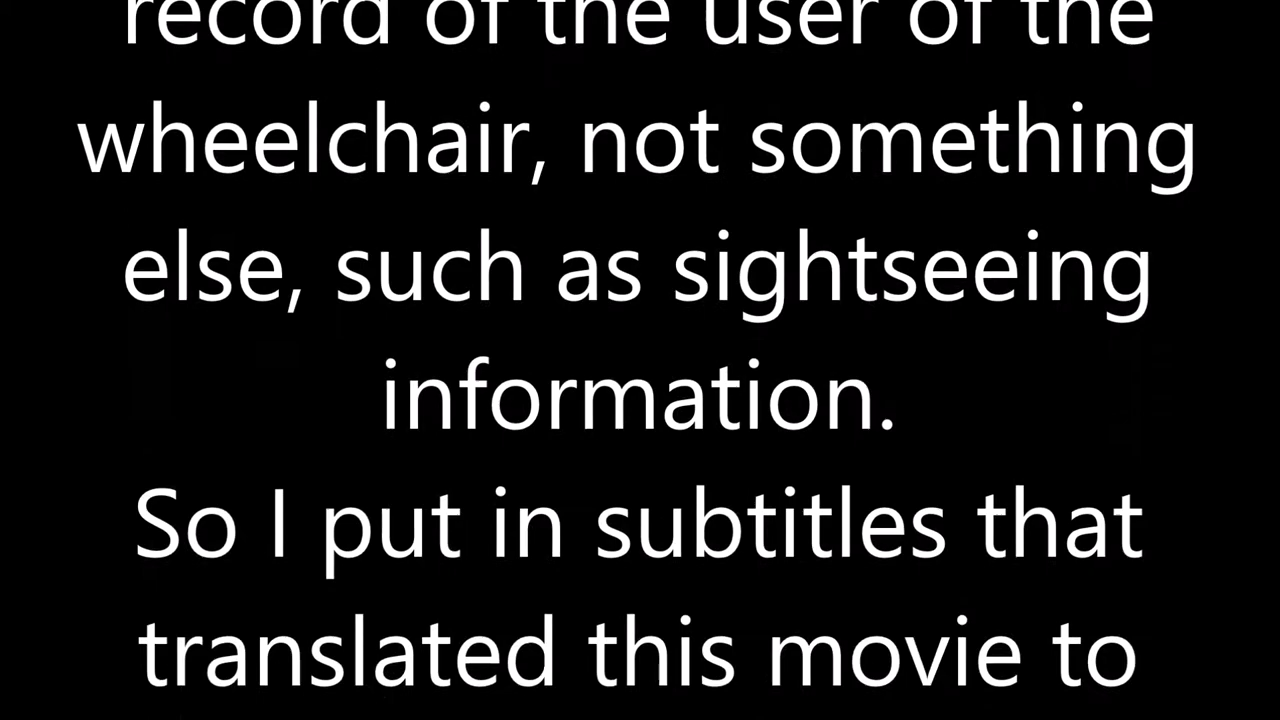 record of the user of the
wheelchair, not something
else, such as sightseeing
information.
So I put in subtitles that
translated this movie to